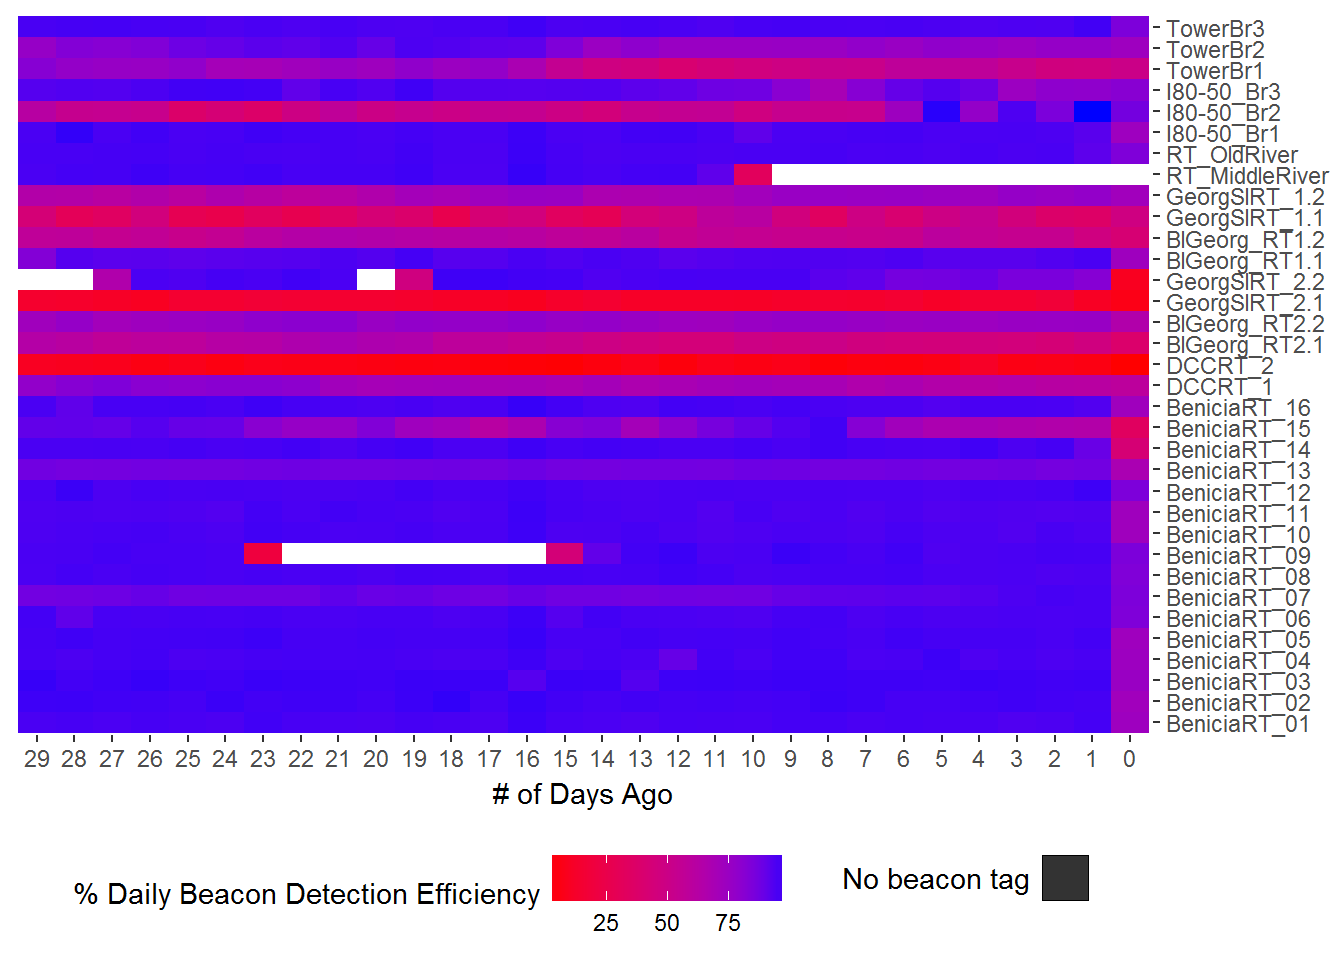 TowerBr3
TowerBr2
TowerBr1
I80-50_Br3
I80-50_Br2
I80-50_Br1
RT_OldRiver
RT_MiddleRiver
GeorgSlRT_1.2
GeorgSlRT_1.1
BlGeorg_RT1.2
BlGeorg_RT1.1
GeorgSlRT_2.2
GeorgSlRT_2.1
BlGeorg_RT2.2
BlGeorg_RT2.1
DCCRT_2
DCCRT_1
BeniciaRT_16
BeniciaRT_15
BeniciaRT_14
BeniciaRT_13
BeniciaRT_12
BeniciaRT_11
BeniciaRT_10
BeniciaRT_09
BeniciaRT_08
BeniciaRT_07
BeniciaRT_06
BeniciaRT_05
BeniciaRT_04
BeniciaRT_03
BeniciaRT_02
BeniciaRT_01
29 28 27 26 25 24 23 22 21 20 19 18 17 16 15 14 13 12 11 10 9 8 7 6 5 4 3 2 1 0
# of Days Ago
% Daily Beacon Detection Efficiency
25 50 75
No beacon tag